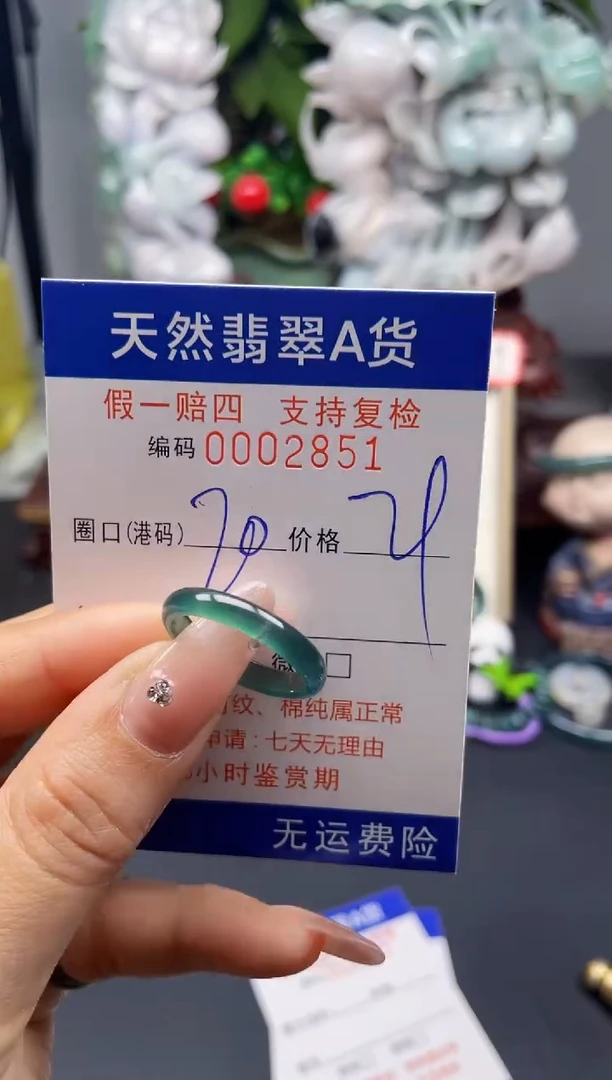 天然翡翠A货
假一赔四 支持复检
编码 0002851
圈口(港码) 20 价格
微 □
纹、棉纯属正常
申请：七天无理由
小时鉴赏期
无运费险